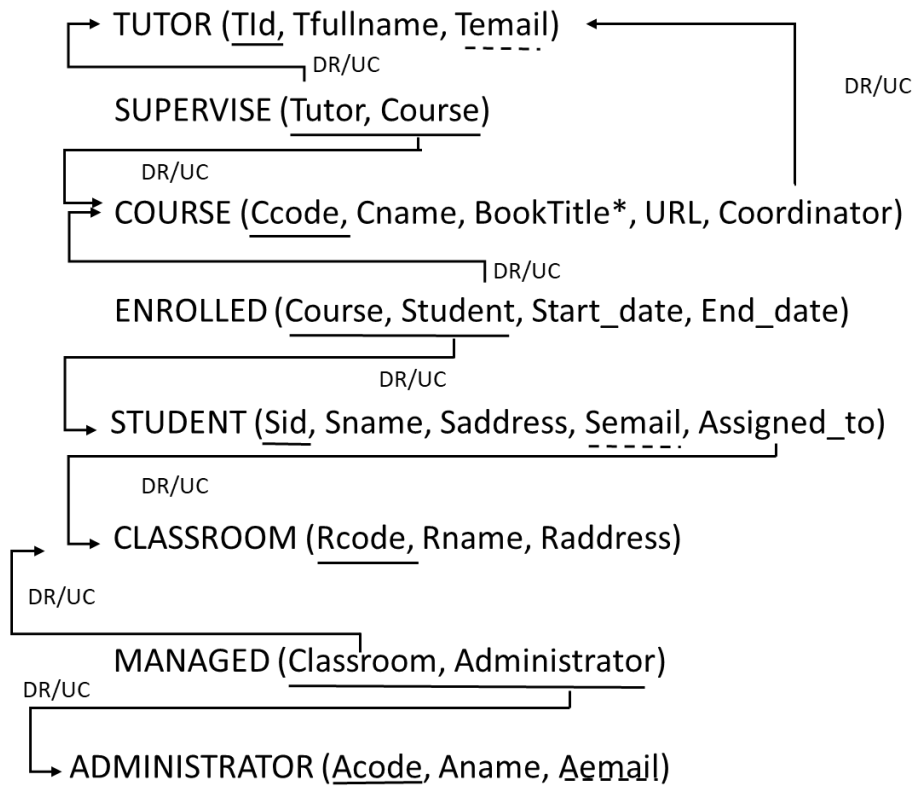 TUTOR (TId, Tfullname, Temail)
DR/UC
DR/UC
SUPERVISE (Tutor, Course)
DR/UC
COURSE (Ccode, Cname, BookTitle*, URL, Coordinator)
DR/UC
ENROLLED (Course, Student, Start_date, End_date)
DR/UC
STUDENT (Sid, Sname, Saddress, Semail, Assigned_to)
DR/UC
CLASSROOM (Rcode, Rname, Raddress)
DR/UC
MANAGED (Classroom, Administrator)
DR/UC
ADMINISTRATOR (Acode, Aname, Aemail)